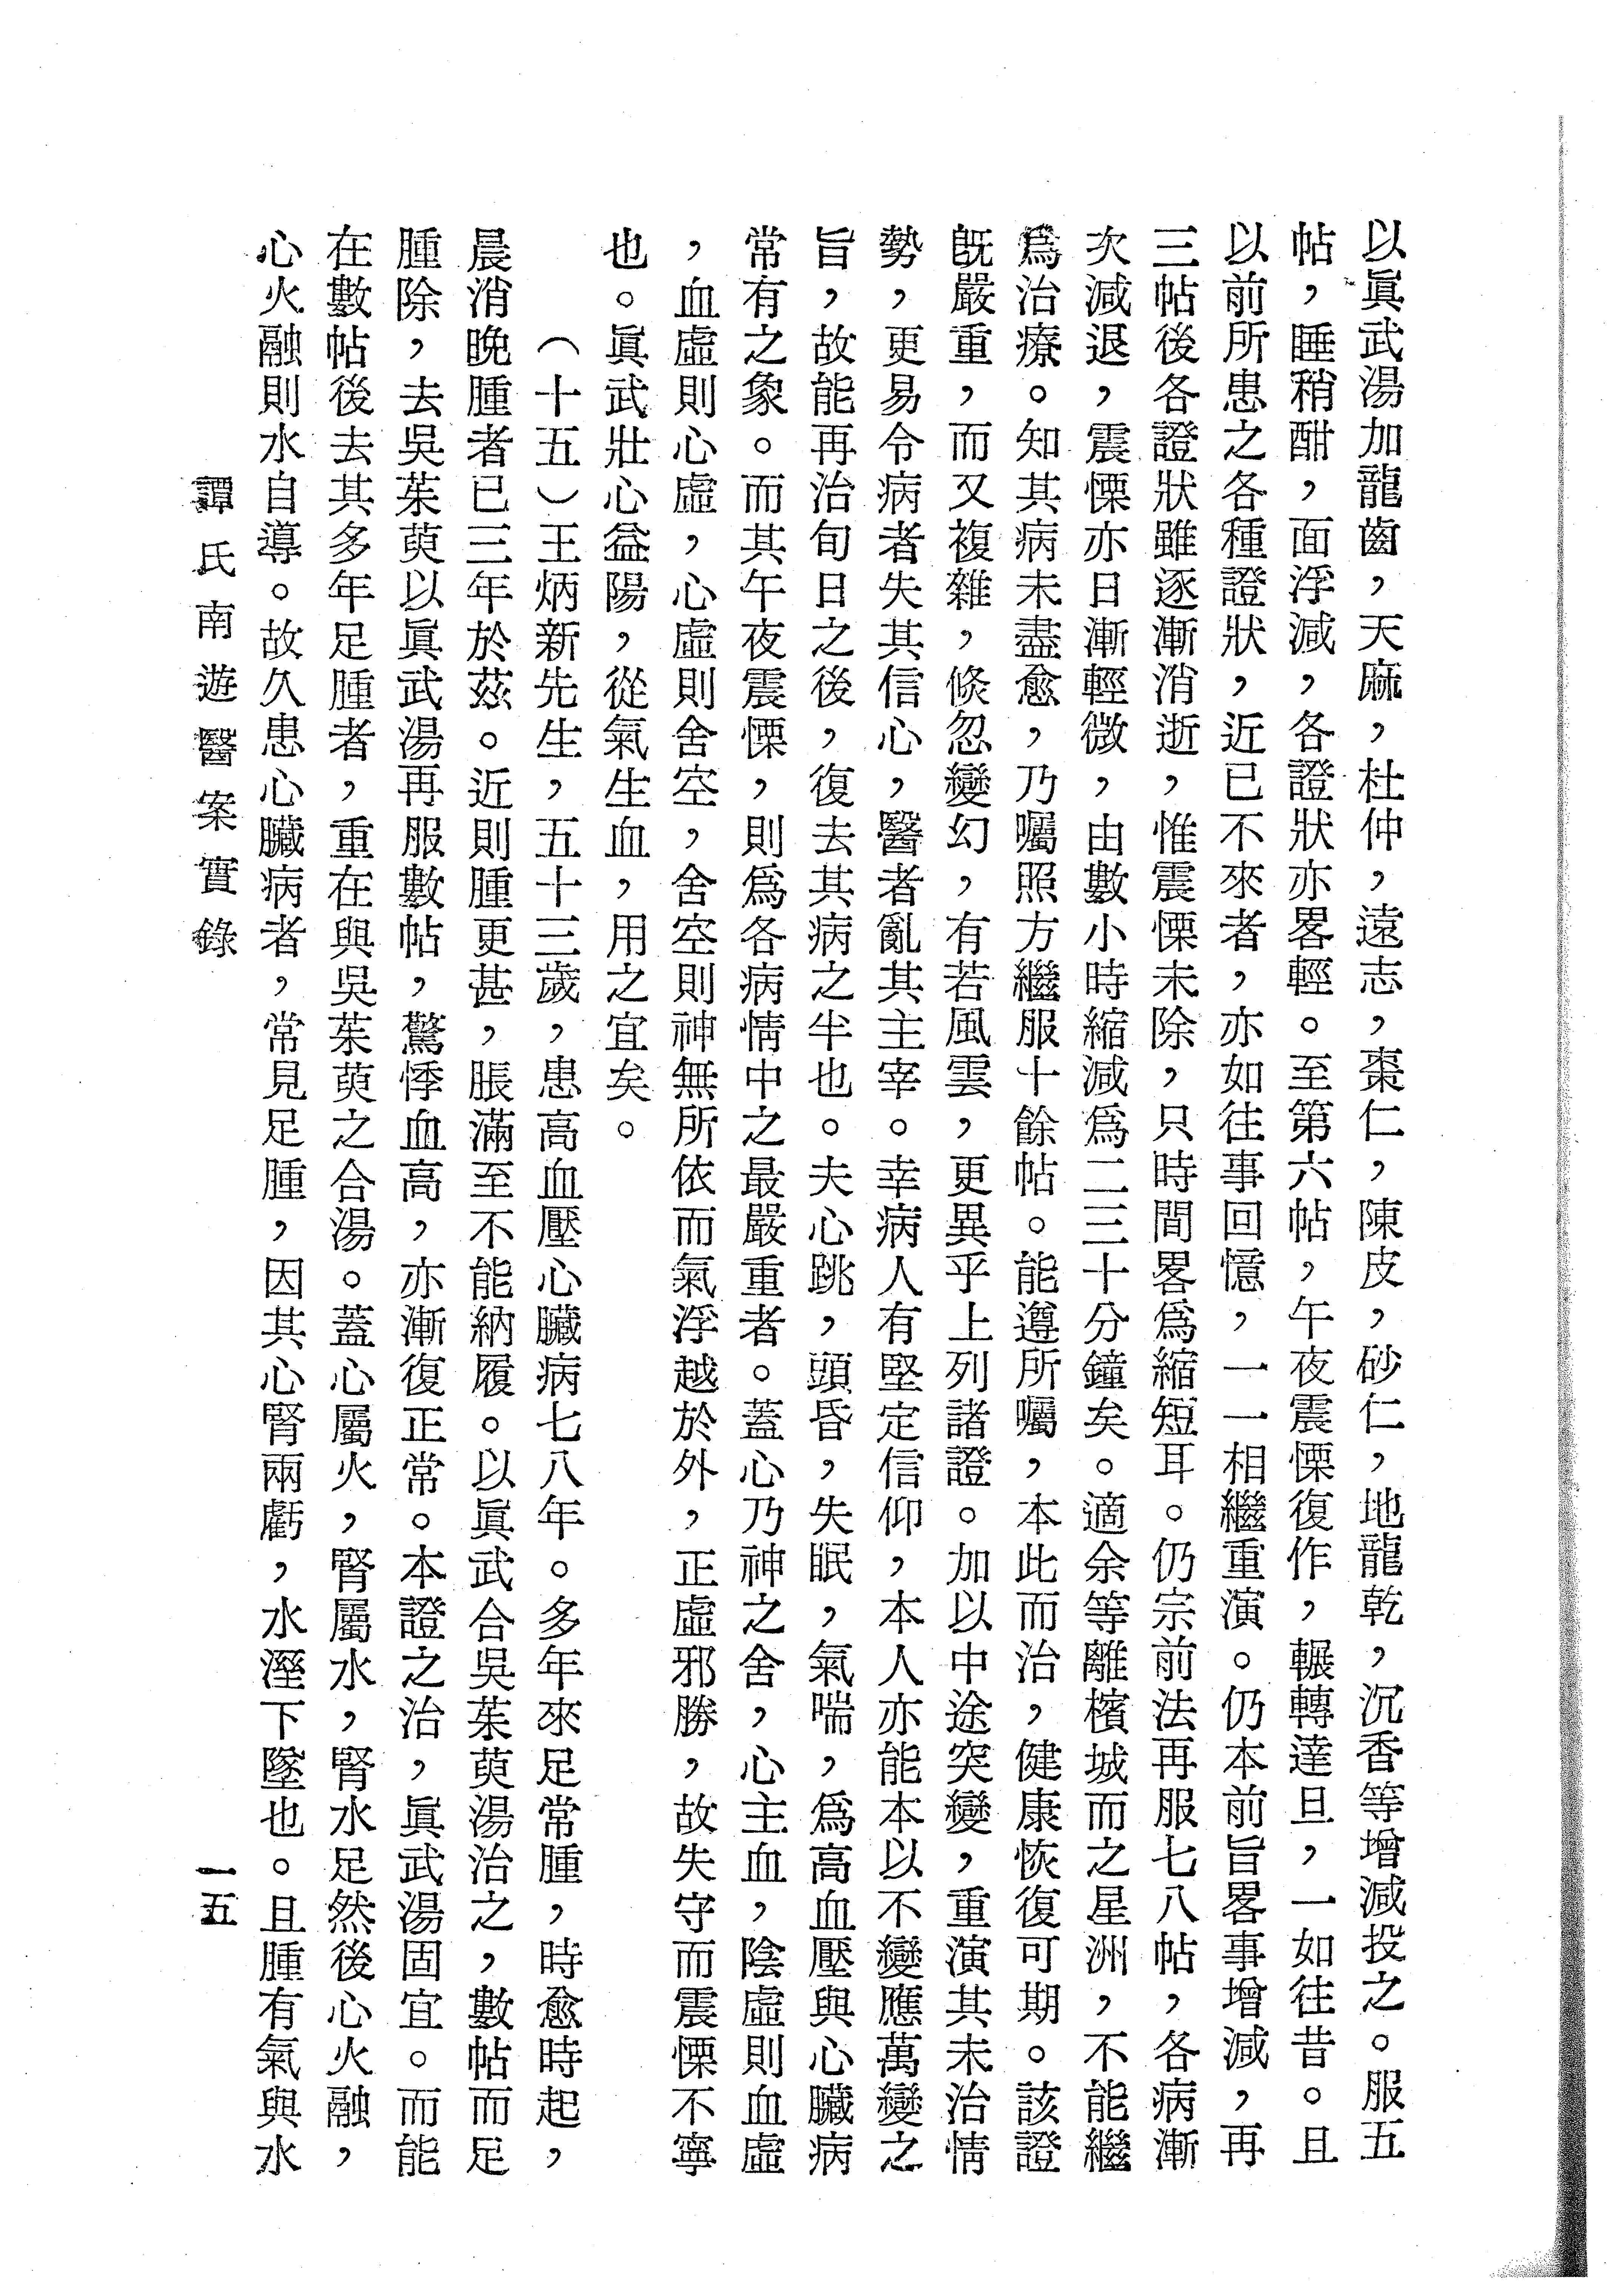 以眞武湯加龍齒，天麻，杜仲，遠志，棗仁，陳皮，砂仁，地龍乾，沉香等增減投之。服五
帖，睡稍酣，面浮減，各證狀亦畧輕。至第六帖，午夜震慄復作，輾轉達旦，一如往昔。且
以前所患之各種證狀，近已不來者，亦如往事回憶，一一相繼重演。仍本前旨畧事增減，再
三帖後各證狀雖逐漸消逝，惟震慄未除，只時間畧爲縮短耳。仍宗前法再服七八帖，各病漸
次減退，震慄亦日漸輕微，由數小時縮減爲二三十分鐘矣。適余等離檳城而之星洲，不能繼
爲治療。知其病未盡愈，乃囑照方繼服十餘帖。能遵所囑，本此而治，健康恢復可期。該證
旣嚴重，而又複雜，倏忽變幻，有若風雲，更異乎上列諸證。加以中途突變，重演其未治情
勢，更易令病者失其信心，醫者亂其主宰。幸病人有堅定信仰，本人亦能本以不變應萬變之
旨，故能再治旬日之後，復去其病之半也。夫心跳，頭昏，失眠，氣喘，爲高血壓與心臟病
常有之象。而其午夜震慄，則爲各病情中之最嚴重者。蓋心乃神之舍，心主血，陰虛則血虛
，血虛則心虛，心虛則舍空，舍空則神無所依而氣浮越於外，正虛邪勝，故失守而震慄不寧
也。眞武壯心益陽，從氣生血，用之宜矣。
（十五）王炳新先生，五十三歲，患高血壓心臟病七八年。多年來足常腫，時愈時起，
晨消晚腫者已三年於茲。近則腫更甚，脹滿至不能納履。以眞武合吳茱萸湯治之，數帖而足
腫除，去吳茱萸以眞武湯再服數帖，驚悸血高，亦漸復正常。本證之治，眞武湯固宜。而能
在數帖後去其多年足腫者，重在與吳茱萸之合湯。蓋心屬火，腎屬水，腎水足然後心火融，
心火融則水自導。故久患心臟病者，常見足腫，因其心腎兩虧，水溼下墜也。且腫有氣與水
譚氏南遊醫案實錄
一五